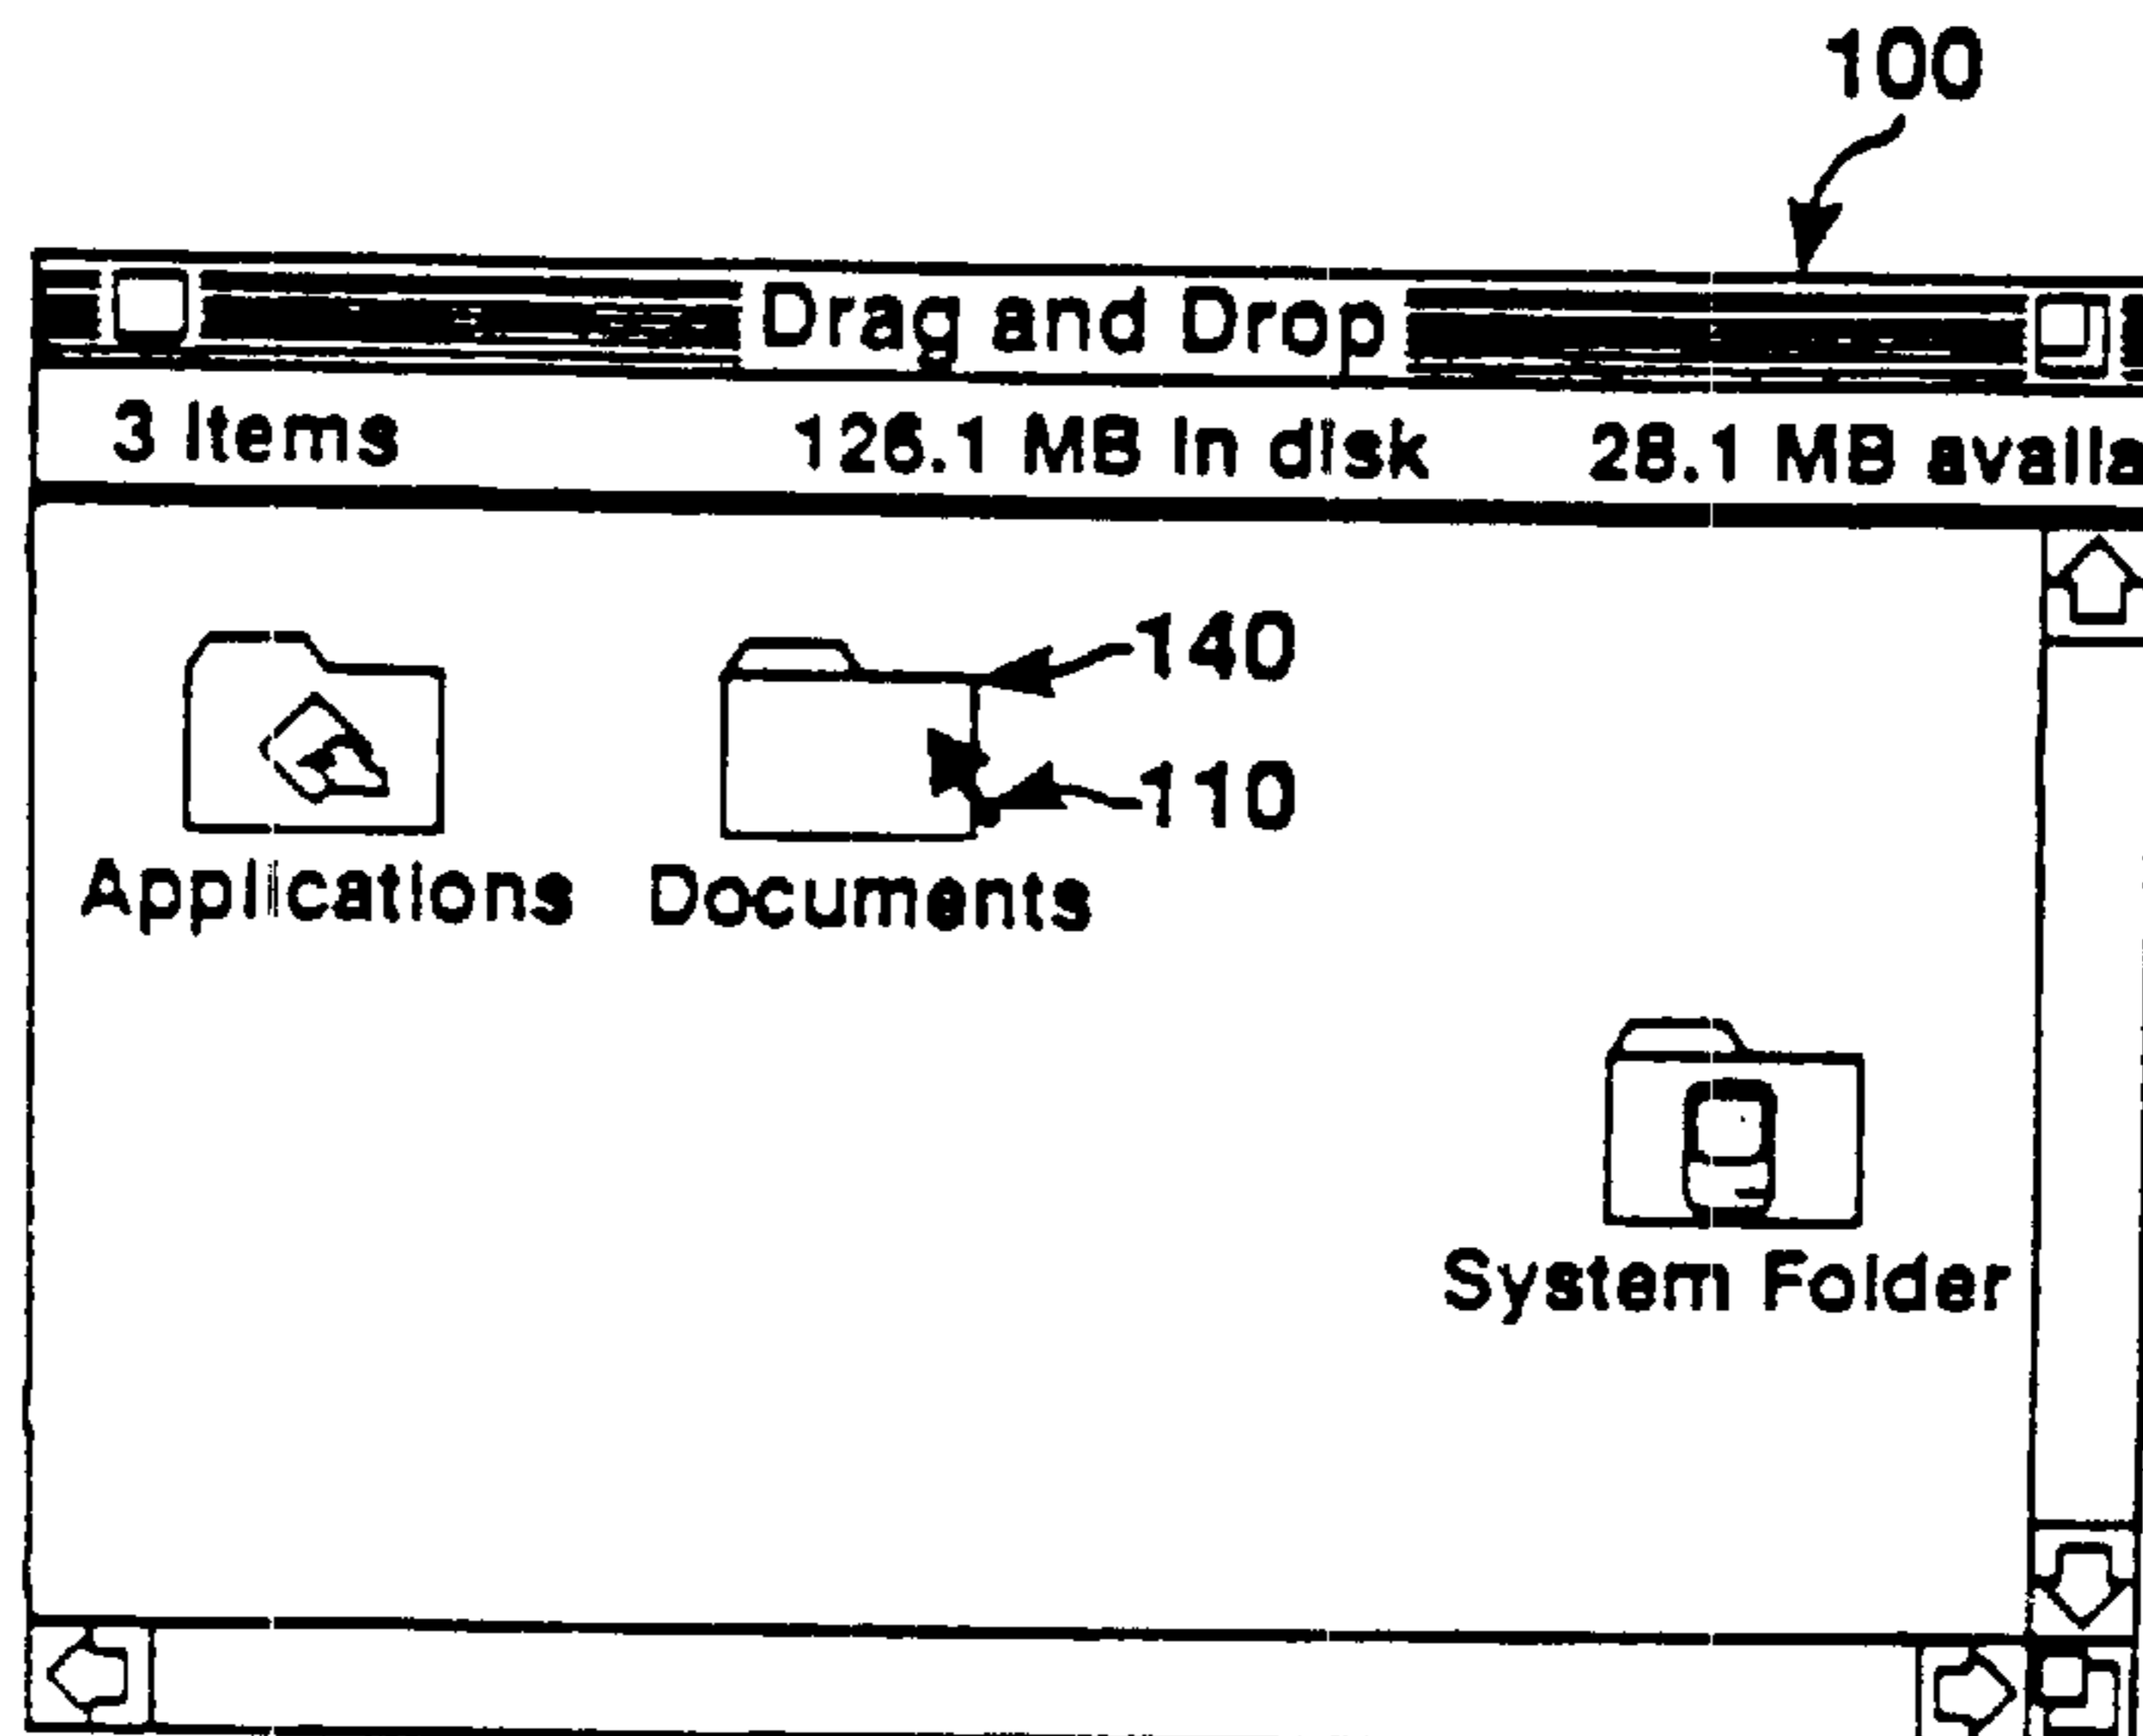 100
Drag and Drop
3 Items 126.1 MB in disk 28.1 MB availa
140
110
Applications Documents
System Folder